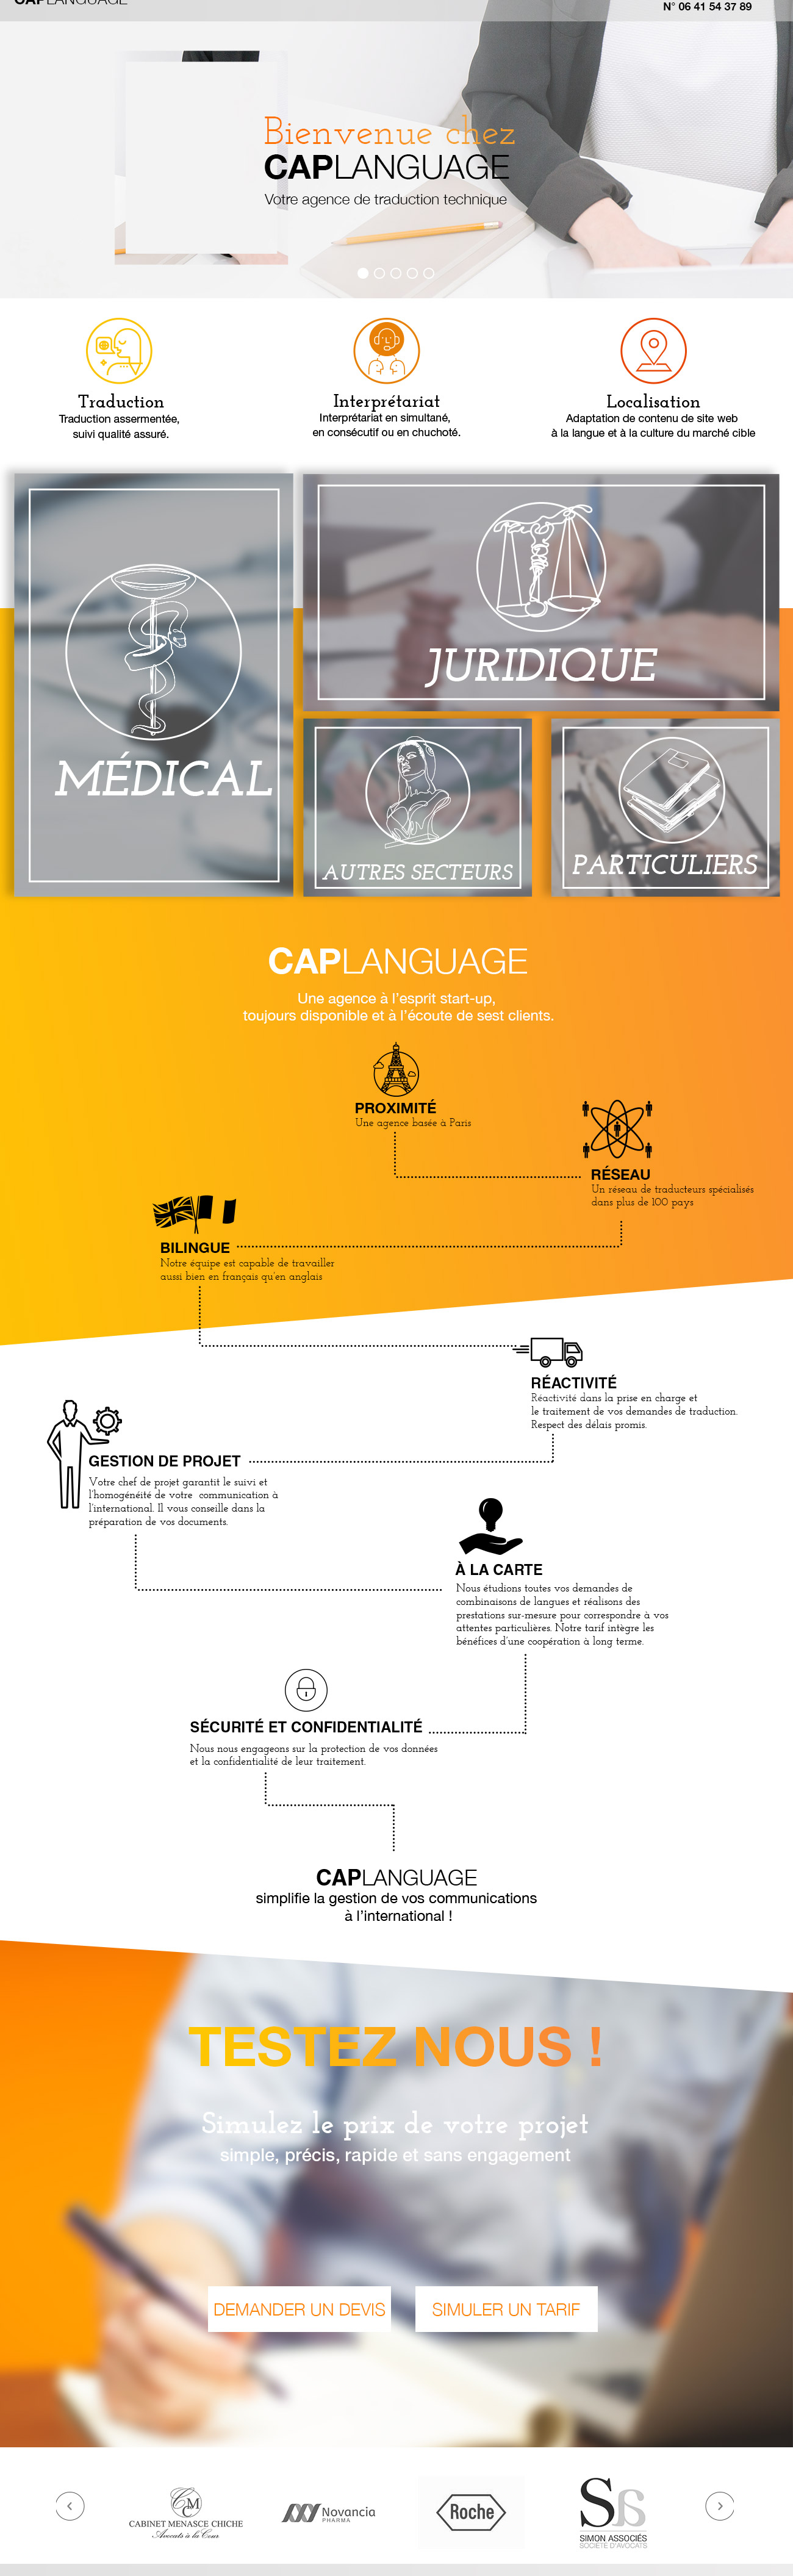 CAPLANGUAGE
N° 06 41 54 37 89
Bienvenue chez
CAPLANGUAGE
Votre agence de traduction technique
Traduction
Traduction assermentée,
suivi qualité assuré.
Interprétariat
Interprétariat en simultané,
en consécutif ou en chuchoté.
Localisation
Adaptation de contenu de site web
à la langue et à la culture du marché cible
MÉDICAL
JURIDIQUE
AUTRES SECTEURS
PARTICULIERS
CAPLANGUAGE
Une agence à l'esprit start-up,
toujours disponible et à l'écoute de sest clients.
PROXIMITÉ
Une agence basée à Paris
RÉSEAU
Un réseau de traducteurs spécialisés
dans plus de 100 pays
BILINGUE
Notre équipe est capable de travailler
aussi bien en français qu'en anglais
RÉACTIVITÉ
Réactivité dans la prise en charge et
le traitement de vos demandes de traduction.
Respect des délais promis.
GESTION DE PROJET
Votre chef de projet garantit le suivi et
l'homogénéité de votre communication à
l'international. Il vous conseille dans la
préparation de vos documents.
À LA CARTE
Nous étudions toutes vos demandes de
combinaisons de langues et réalisons des
prestations sur-mesure pour correspondre à vos
attentes particulières. Notre tarif intègre les
bénéfices d'une coopération à long terme.
SÉCURITÉ ET CONFIDENTIALITÉ
Nous nous engageons sur la protection de vos données
et la confidentialité de leur traitement.
CAPLANGUAGE
simplifie la gestion de vos communications
à l'international !
TESTEZ NOUS !
Simulez le prix de votre projet
simple, précis, rapide et sans engagement
DEMANDER UN DEVIS
SIMULER UN TARIF
CMC
CABINET MENASCE CHICHE
Avocats à la Cour
Novancia
PHARMA
Roche
Sa
SIMON ASSOCIÉS
SOCIÉTÉ D'AVOCATS